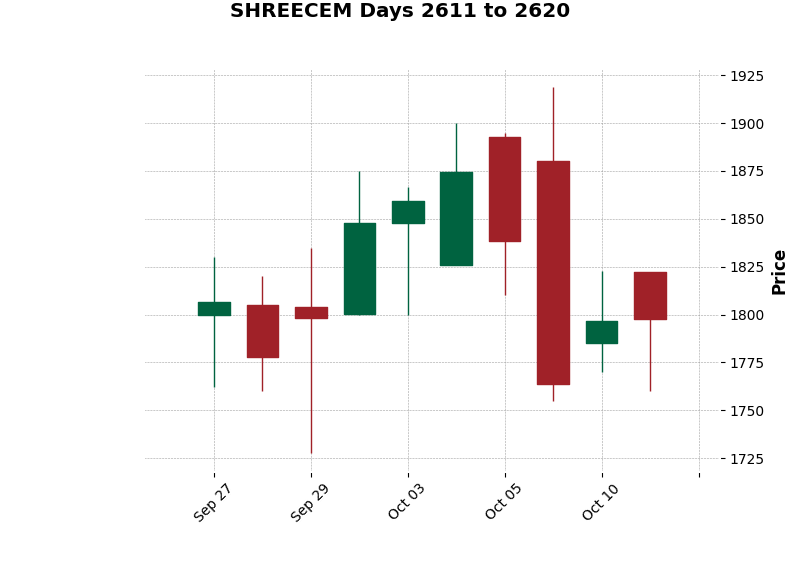 SHREECEM Days 2611 to 2620
1925
1900
1875
1850
1825
1800
1775
1750
1725
Price
Sep 27
Sep 29
Oct 03
Oct 05
Oct 10